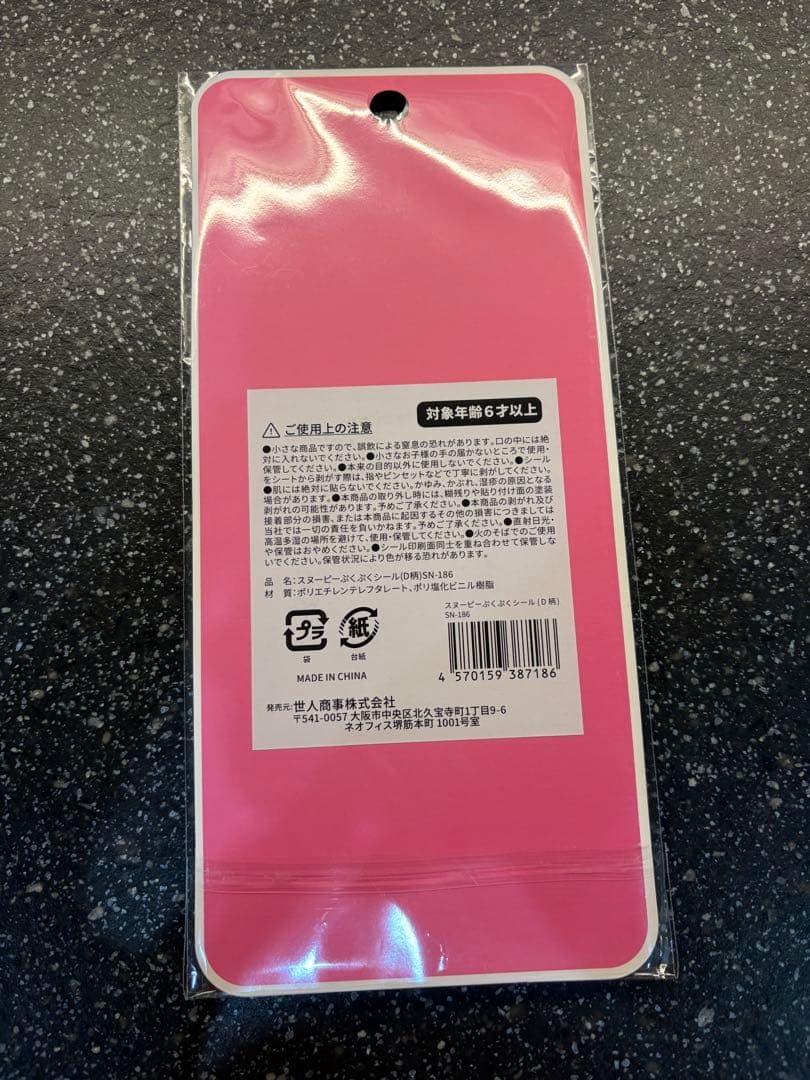 対象年齢6才以上
⚠ ご使用上の注意
●小さな商品ですので、誤飲による窒息の恐れがあります。口の中には絶
対に入れないでください。●小さなお子様の手の届かないところで使用・
保管してください。●本来の目的以外に使用しないでください。●シール
をシートから剥がす際は、指やピンセットなどで丁寧に剥がしてください。
●肌には絶対に貼らないでください。かゆみ、かぶれ、湿疹の原因となる
場合があります。●本商品の取り外し時には、糊残りや貼り付け面の塗装
剥がれの可能性があります。予めご了承ください。●本商品の剥がれ及び
接着部分の損害、または本商品に起因するその他の損害につきましては
当社では一切の責任を負いかねます。予めご了承ください。●直射日光・
高温多湿の場所を避けて、使用・保管してください。●火のそばでのご使用
や保管はおやめください。●シール印刷面同士を重ね合わせて保管しな
いでください。保管状況により色が移る恐れがあります。
品 名:スヌーピーぷくぷくシール(D柄)SN-186
材 質:ポリエチレンテレフタレート、ポリ塩化ビニル樹脂
プラ
袋
紙
台紙
MADE IN CHINA
スヌーピーぷくぷくシール(D柄)
SN-186
4 570159 387186
発売元:世人商事株式会社
〒541-0057 大阪市中央区北久宝寺町1丁目9-6
ネオフィス堺筋本町 1001号室